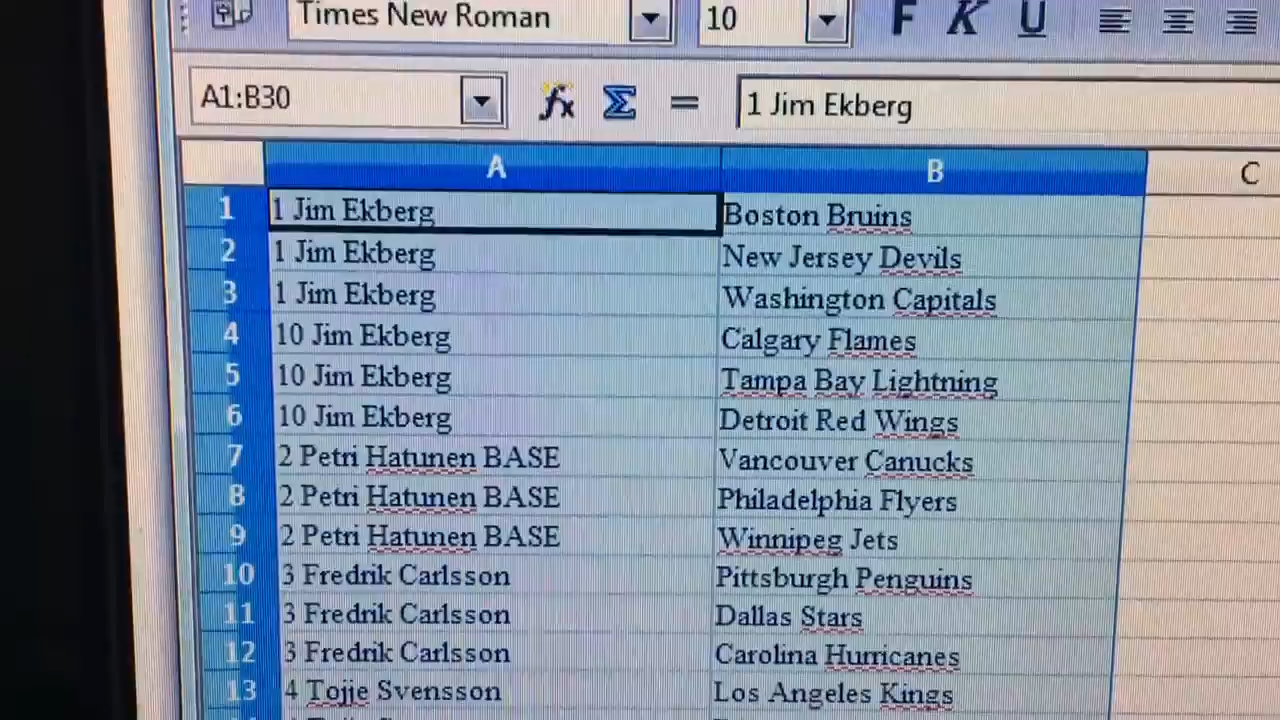 Times New Roman 10 F K U
A1:B30 fx Σ = 1 Jim Ekberg
A B C
1 1 Jim Ekberg Boston Bruins
2 1 Jim Ekberg New Jersey Devils
3 1 Jim Ekberg Washington Capitals
4 10 Jim Ekberg Calgary Flames
5 10 Jim Ekberg Tampa Bay Lightning
6 10 Jim Ekberg Detroit Red Wings
7 2 Petri Hatunen BASE Vancouver Canucks
8 2 Petri Hatunen BASE Philadelphia Flyers
9 2 Petri Hatunen BASE Winnipeg Jets
10 3 Fredrik Carlsson Pittsburgh Penguins
11 3 Fredrik Carlsson Dallas Stars
12 3 Fredrik Carlsson Carolina Hurricanes
13 4 Tojje Svensson Los Angeles Kings